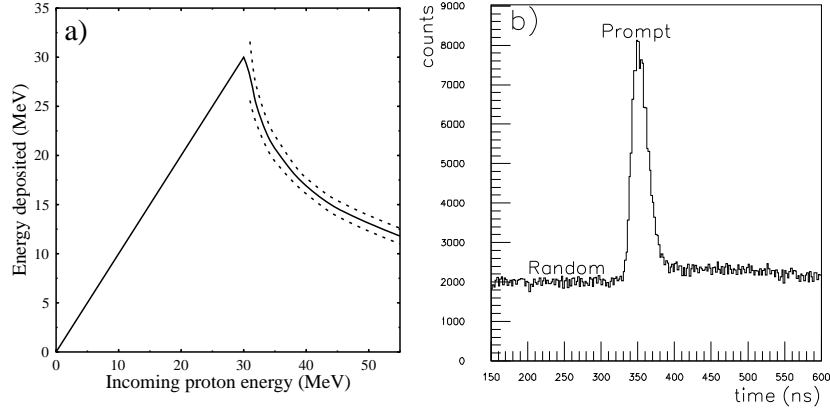 a)
35
30
25
20
15
10
5
0
Energy deposited (MeV)
0 10 20 30 40 50
Incoming proton energy (MeV)
b)
counts
9000
8000
7000
6000
5000
4000
3000
2000
1000
0
Prompt
Random
150 200 250 300 350 400 450 500 550 600
time (ns)